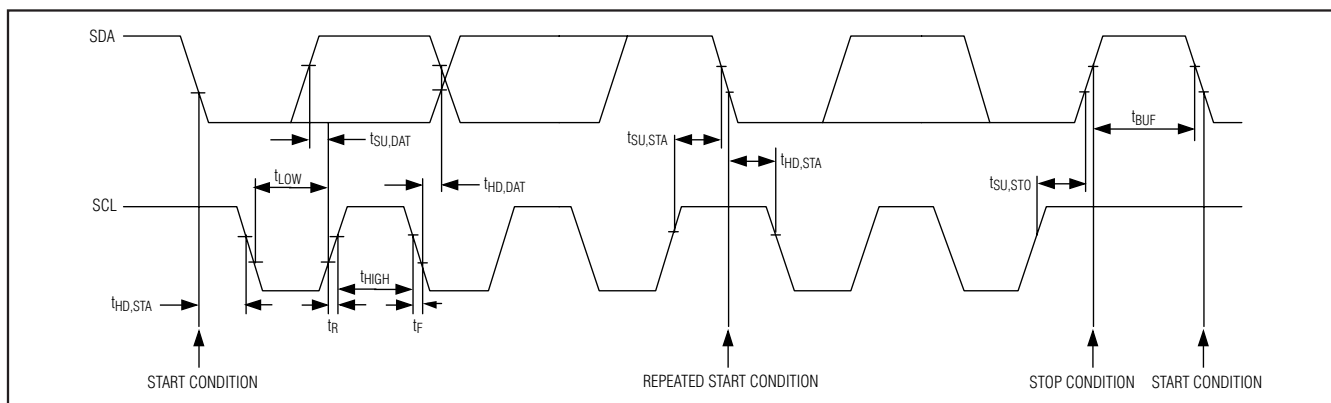 SDA
tSU,DAT
tSU,STA
tBUF
tHD,STA
tLOW
tHD,DAT
tSU,STO
SCL
tHIGH
tHD,STA
tR
tF
START CONDITION
REPEATED START CONDITION
STOP CONDITION
START CONDITION